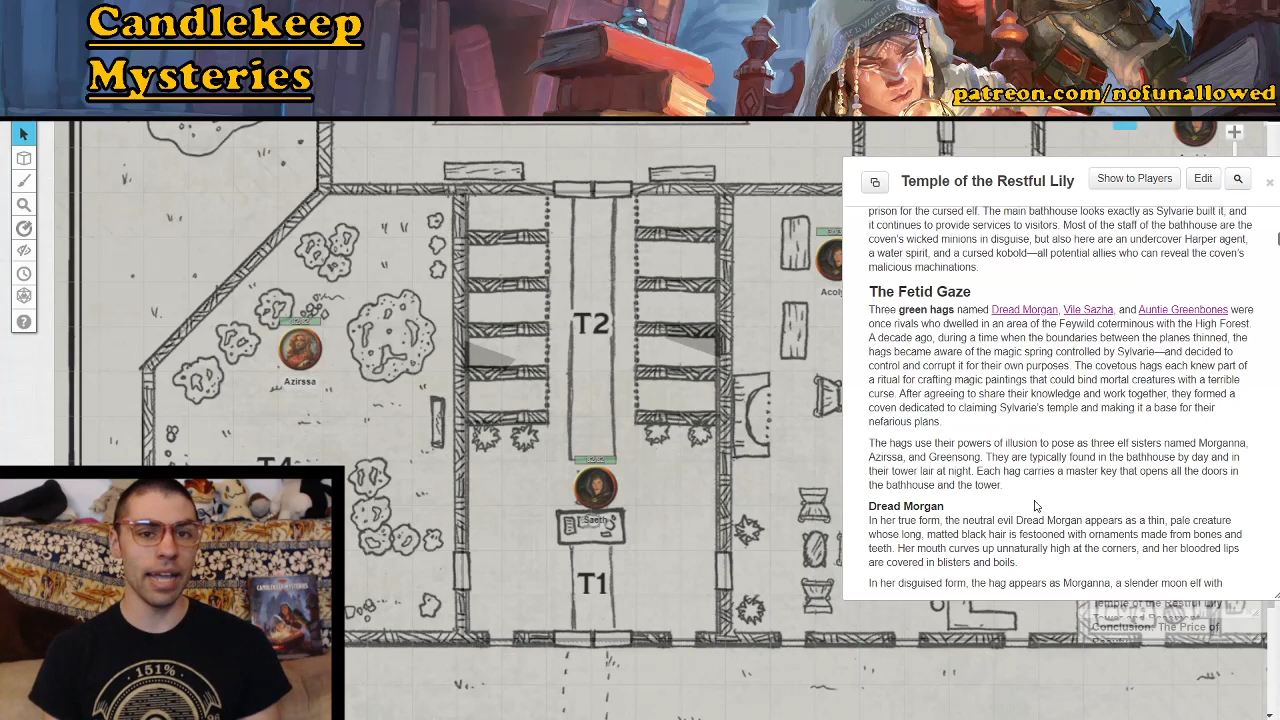 Candlekeep
Mysteries
patreon.com/nofunallowed
Temple of the Restful Lily
Show to Players
Edit
prison for the cursed elf. The main bathhouse looks exactly as Sylvarie built it, and
it continues to provide services to visitors. Most of the staff of the bathhouse are the
coven's wicked minions in disguise, but also here are an undercover Harper agent,
a water spirit, and a cursed kobold—all potential allies who can reveal the coven's
malicious machinations.
The Fetid Gaze
Three green hags named Dread Morgan, Vile Sazha, and Auntie Greenbones were
once rivals who dwelled in an area of the Feywild coterminous with the High Forest.
A decade ago, during a time when the boundaries between the planes thinned, the
hags became aware of the magic spring controlled by Sylvarie—and decided to
control and corrupt it for their own purposes. The covetous hags each knew part of
a ritual for crafting magic paintings that could bind mortal creatures with a terrible
curse. After agreeing to share their knowledge and work together, they formed a
coven dedicated to claiming Sylvarie's temple and making it a base for their
nefarious plans.
The hags use their powers of illusion to pose as three elf sisters named Morganna,
Azirssa, and Greensong. They are typically found in the bathhouse by day and in
their tower lair at night. Each hag carries a master key that opens all the doors in
the bathhouse and the tower.
Dread Morgan
In her true form, the neutral evil Dread Morgan appears as a thin, pale creature
whose long, matted black hair is festooned with ornaments made from bones and
teeth. Her mouth curves up unnaturally high at the corners, and her bloodred lips
are covered in blisters and boils.
In her disguised form, the hag appears as Morganna, a slender moon elf with
Temple of the Restful Lily
Conclusion: The Price of
T2
Acol
Azirssa
Saeth
T1
151%
CANDLEKEEP
MYSTERIES